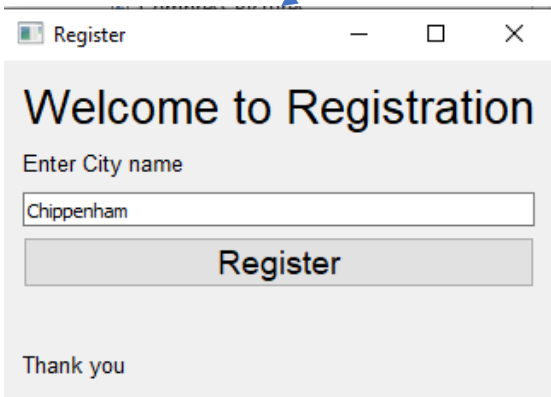 Register
Welcome to Registration
Enter City name
Chippenham
Register
Thank you